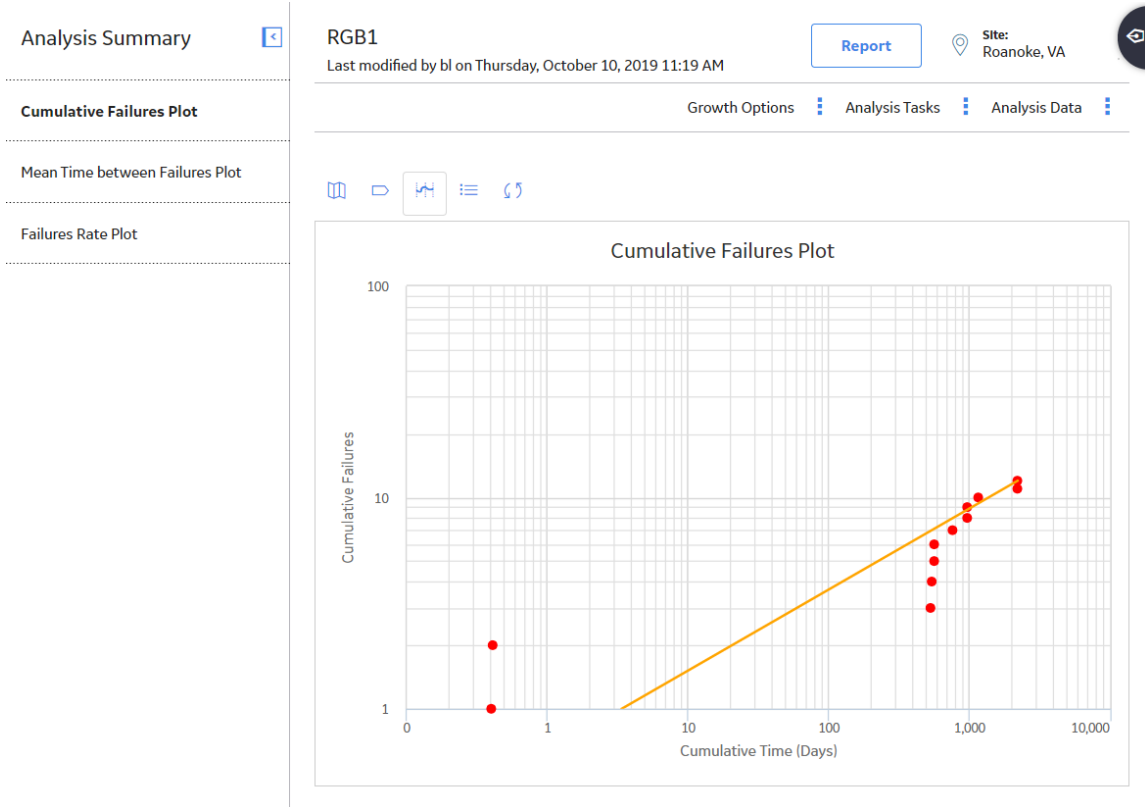 Analysis Summary
Cumulative Failures Plot
Mean Time between Failures Plot
Failures Rate Plot
RGB1
Last modified by bl on Thursday, October 10, 2019 11:19 AM
Report
Site:
Roanoke, VA
Growth Options
Analysis Tasks
Analysis Data
Cumulative Failures Plot
100
10
1
Cumulative Failures
0 1 10 100 1,000 10,000
Cumulative Time (Days)